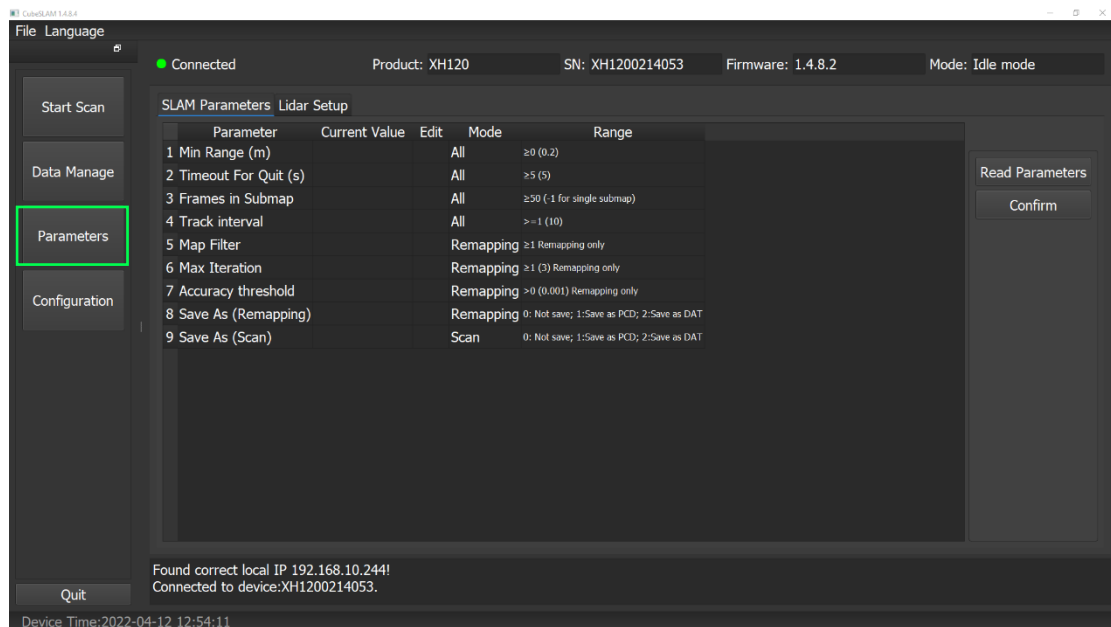 CubeSLAM 1.4.8.4
File Language
Connected Product: XH120 SN: XH1200214053 Firmware: 1.4.8.2 Mode: Idle mode
Start Scan
Data Manage
Parameters
Configuration
Quit
SLAM Parameters Lidar Setup
Parameter Current Value Edit Mode Range
1 Min Range (m) All ≥0 (0.2)
2 Timeout For Quit (s) All ≥5 (5)
3 Frames in Submap All ≥50 (-1 for single submap)
4 Track interval All >=1 (10)
5 Map Filter Remapping ≥1 Remapping only
6 Max Iteration Remapping ≥1 (3) Remapping only
7 Accuracy threshold Remapping >0 (0.001) Remapping only
8 Save As (Remapping) Remapping 0: Not save; 1:Save as PCD; 2:Save as DAT
9 Save As (Scan) Scan 0: Not save; 1:Save as PCD; 2:Save as DAT
Read Parameters
Confirm
Found correct local IP 192.168.10.244!
Connected to device:XH1200214053.
Device Time:2022-04-12 12:54:11